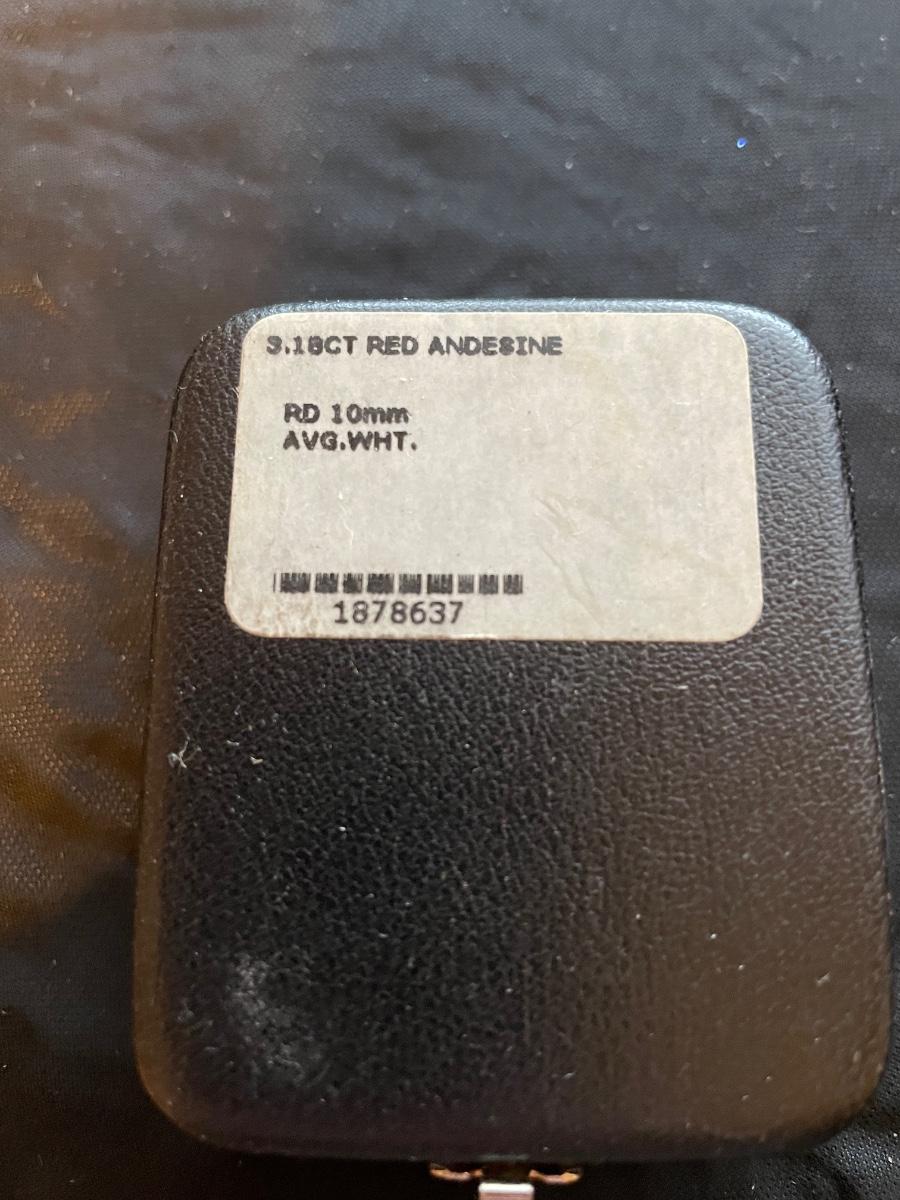 3.18CT RED ANDESINE
RD 10mm
AVG.WHT.
1878637